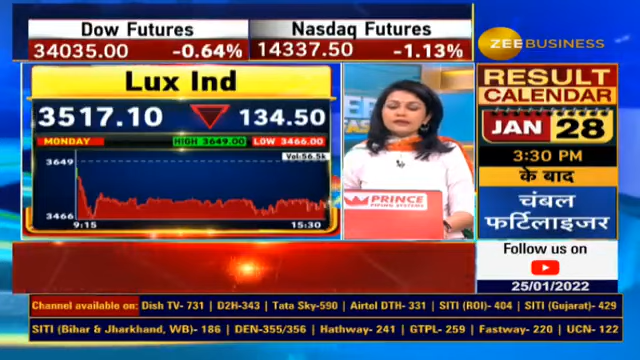 Dow Futures
34035.00 -0.64%
Nasdaq Futures
14337.50 -1.13%
ZEE BUSINESS
Lux Ind
3517.10 134.50
MONDAY HIGH 3649.00 LOW 3466.00
Vol:56.5k
3649
3466
9:15 15:30
PRINCE
PIPING SYSTEMS
RESULT
CALENDAR
JAN 28
3:30 PM
के बाद
चंबल
फर्टिलाइजर
Follow us on
25/01/2022
Channel available on: Dish TV- 731 | D2H-343 | Tata Sky-590 | Airtel DTH- 331 | SITI (ROI)- 404 | SITI (Gujarat)- 429
SITI (Bihar & Jharkhand, WB)- 186 | DEN-355/356 | Hathway- 241 | GTPL- 259 | Fastway- 220 | UCN- 122